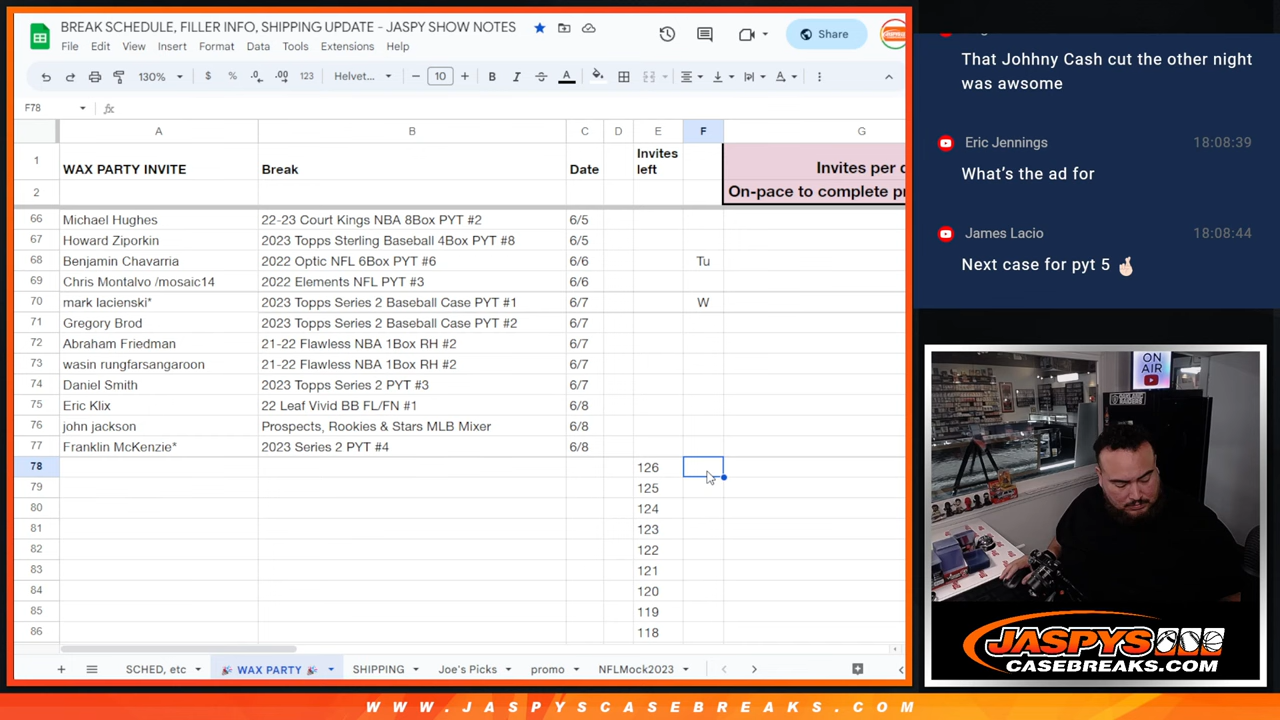 BREAK SCHEDULE, FILLER INFO, SHIPPING UPDATE - JASPY SHOW NOTES
Share
File Edit View Insert Format Data Tools Extensions Help
130% $ % .0 .00 123 Helvet... 10 B I A
F78 fx
A B C D E F G
1 WAX PARTY INVITE Break Date Invites left Invites per
2 On-pace to complete
66 Michael Hughes 22-23 Court Kings NBA 8Box PYT #2 6/5
67 Howard Ziporkin 2023 Topps Sterling Baseball 4Box PYT #8 6/5
68 Benjamin Chavarria 2022 Optic NFL 6Box PYT #6 6/6 Tu
69 Chris Montalvo /mosaic14 2022 Elements NFL PYT #3 6/6
70 mark lacienski* 2023 Topps Series 2 Baseball Case PYT #1 6/7 W
71 Gregory Brod 2023 Topps Series 2 Baseball Case PYT #2 6/7
72 Abraham Friedman 21-22 Flawless NBA 1Box RH #2 6/7
73 wasin rungfarsangaroon 21-22 Flawless NBA 1Box RH #2 6/7
74 Daniel Smith 2023 Topps Series 2 PYT #3 6/7
75 Eric Klix 22 Leaf Vivid BB FL/FN #1 6/8
76 john jackson Prospects, Rookies & Stars MLB Mixer 6/8
77 Franklin McKenzie* 2023 Series 2 PYT #4 6/8
78 126
79 125
80 124
81 123
82 122
83 121
84 120
85 119
86 118
SCHED, etc WAX PARTY SHIPPING Joe's Picks promo NFLMock2023
That Johhny Cash cut the other night
was awsome
Eric Jennings 18:08:39
What's the ad for
James Lacio 18:08:44
Next case for pyt 5
ON
AIR
JASPYS
CASEBREAKS.COM
WWW.JASPYSCASEBREAKS.COM